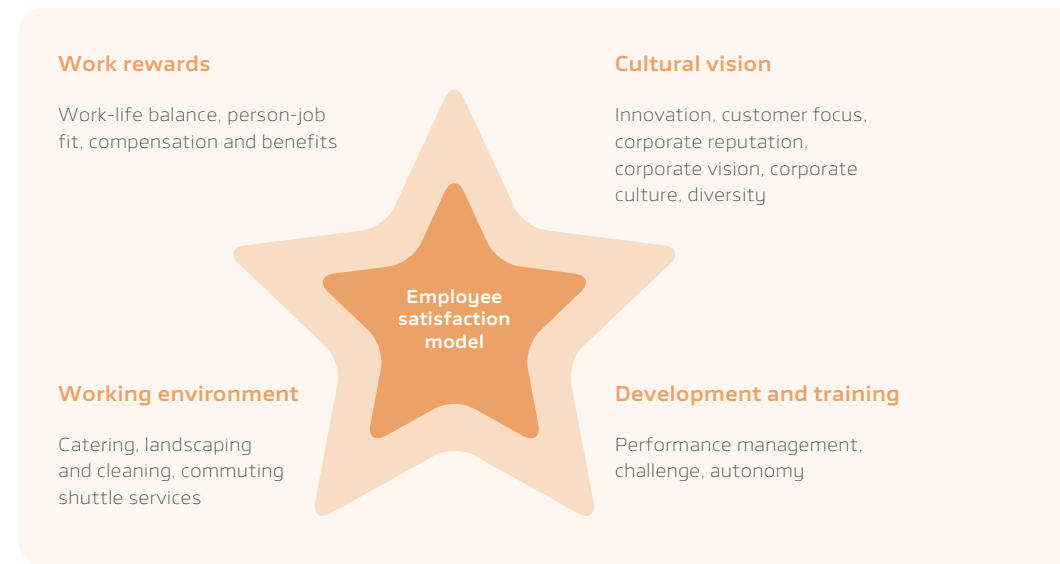 Work rewards
Work-life balance, person-job
fit, compensation and benefits
Cultural vision
Innovation, customer focus,
corporate reputation,
corporate vision, corporate
culture, diversity
Employee
satisfaction
model
Working environment
Catering, landscaping
and cleaning, commuting
shuttle services
Development and training
Performance management,
challenge, autonomy